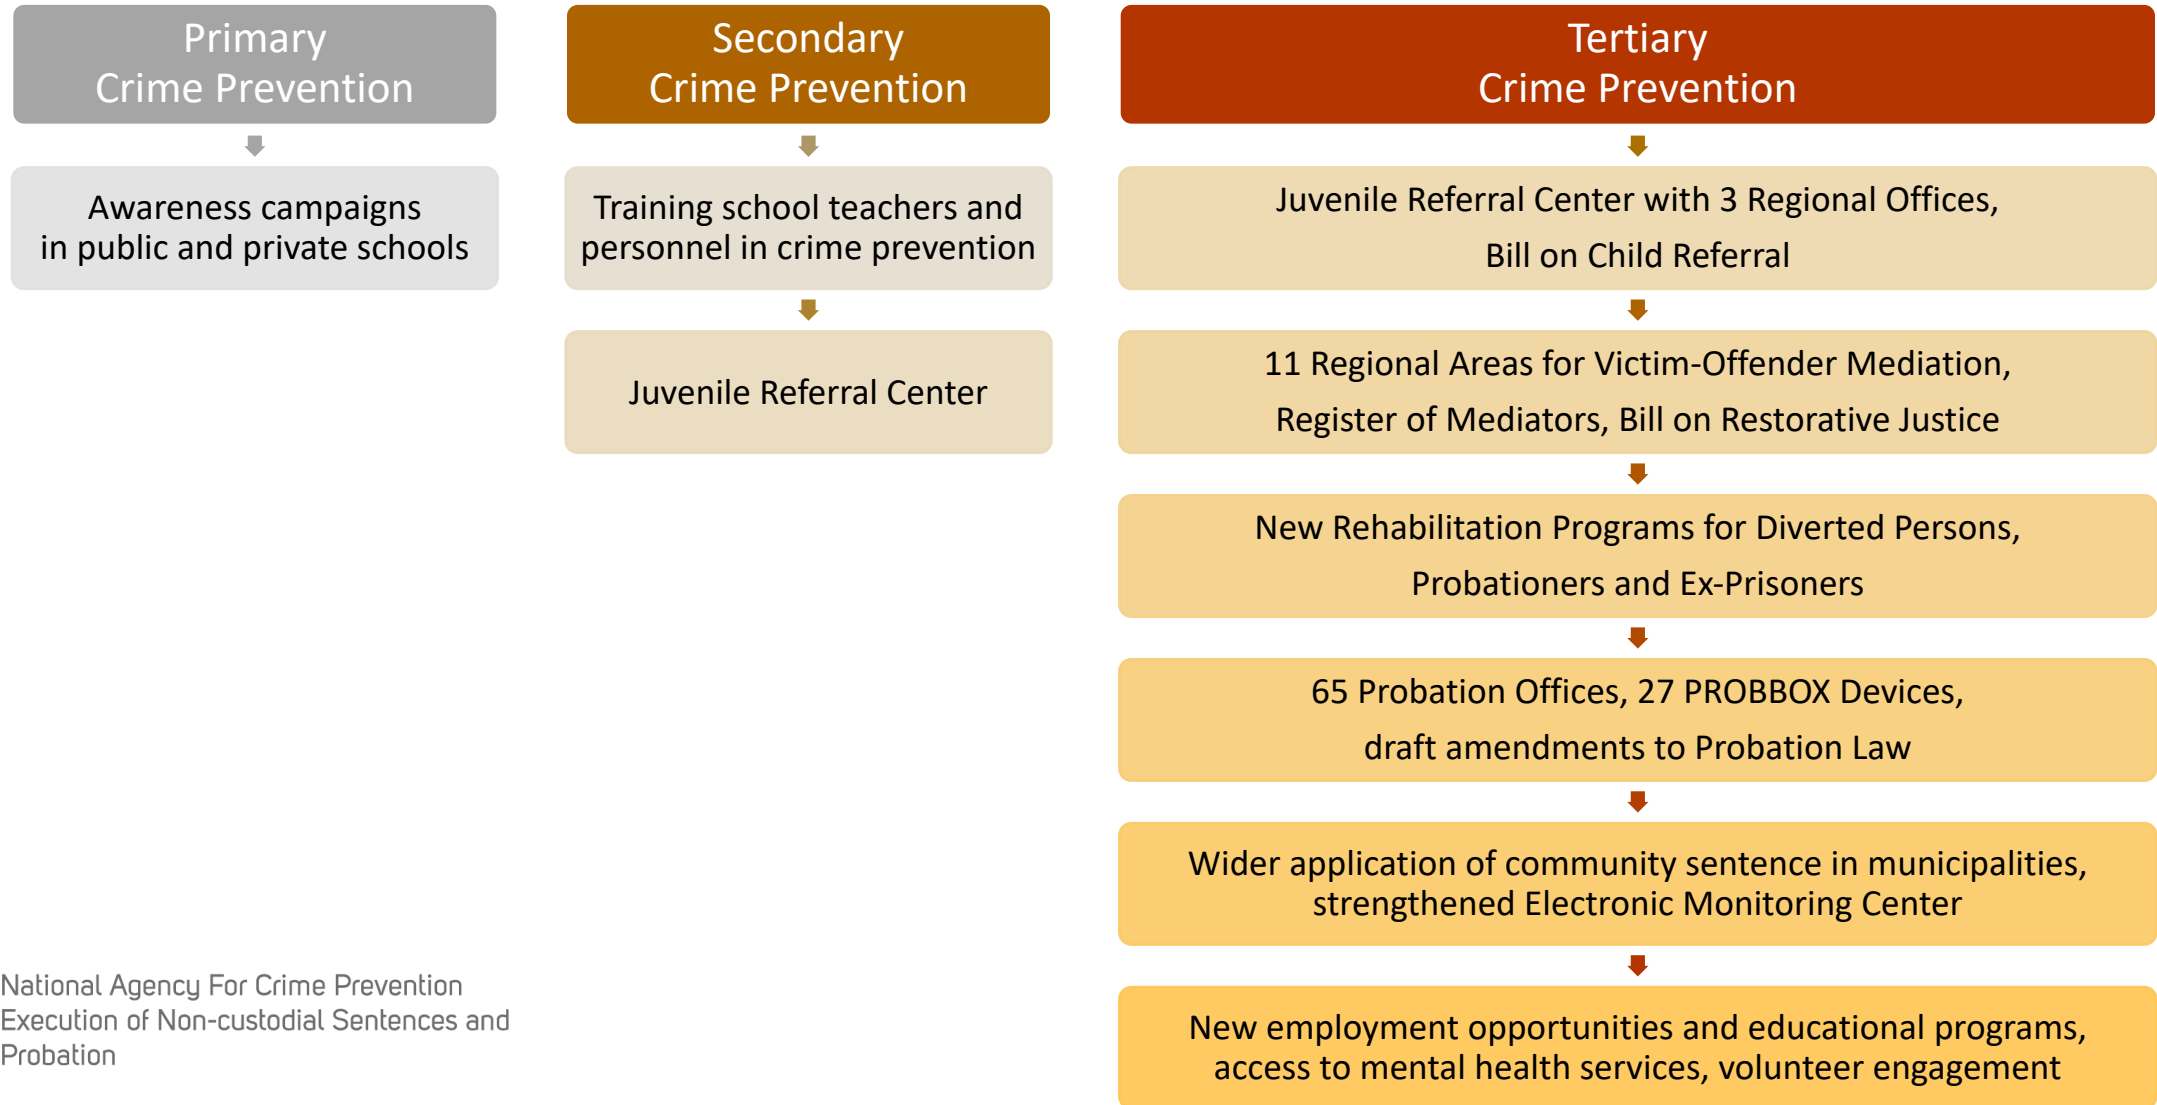 Primary
Crime Prevention
Awareness campaigns
in public and private schools
Secondary
Crime Prevention
Training school teachers and
personnel in crime prevention
Juvenile Referral Center
Tertiary
Crime Prevention
Juvenile Referral Center with 3 Regional Offices,
Bill on Child Referral
11 Regional Areas for Victim-Offender Mediation,
Register of Mediators, Bill on Restorative Justice
New Rehabilitation Programs for Diverted Persons,
Probationers and Ex-Prisoners
65 Probation Offices, 27 PROBBOX Devices,
draft amendments to Probation Law
Wider application of community sentence in municipalities,
strengthened Electronic Monitoring Center
New employment opportunities and educational programs,
access to mental health services, volunteer engagement
National Agency For Crime Prevention
Execution of Non-custodial Sentences and
Probation